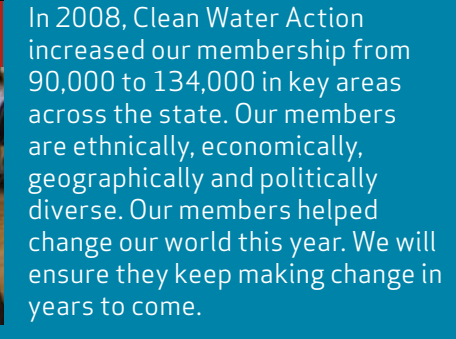 In 2008, Clean Water Action
increased our membership from
90,000 to 134,000 in key areas
across the state. Our members
are ethnically, economically,
geographically and politically
diverse. Our members helped
change our world this year. We will
ensure they keep making change in
years to come.